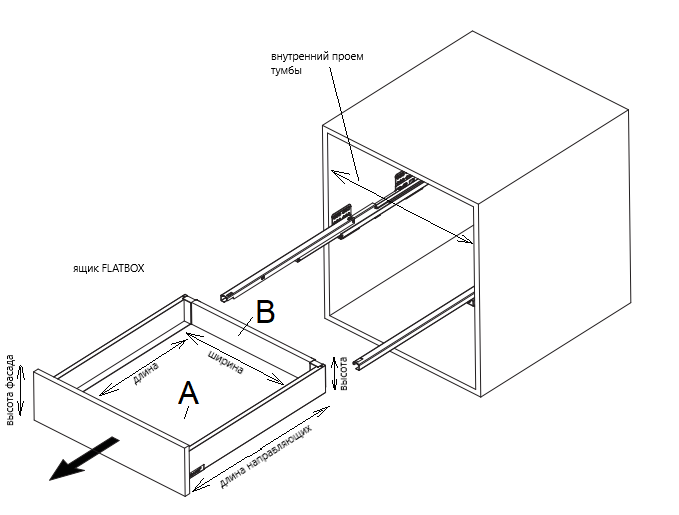 внутренний проем
тумбы
ящик FLATBOX
B
длина
ширина
высота
высота фасада
A
длина направляющих